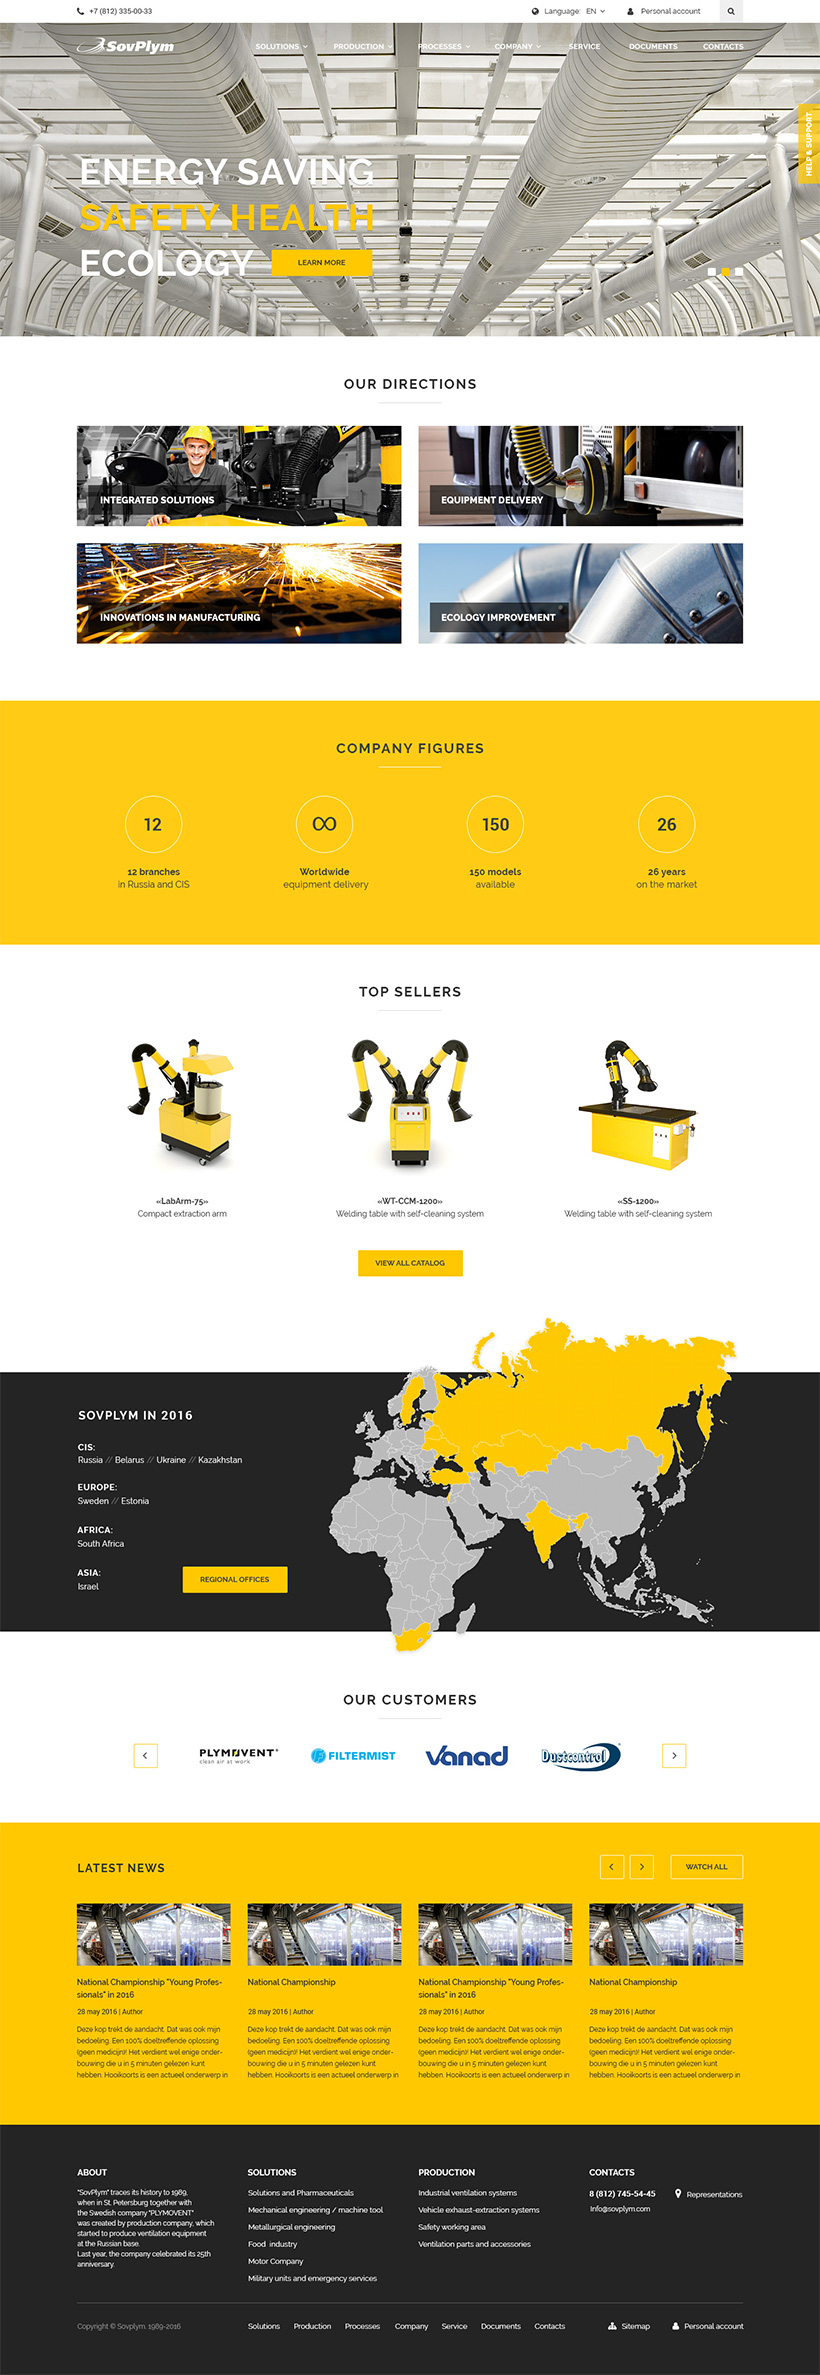 +7 (812) 335-00-33
Language: EN
Personal account
SovPlym
SOLUTIONS
PRODUCTION
PROCESSES
COMPANY
SERVICE
DOCUMENTS
CONTACTS
HELP & SUPPORT
ENERGY SAVING
SAFETY HEALTH
ECOLOGY
LEARN MORE
OUR DIRECTIONS
INTEGRATED SOLUTIONS
EQUIPMENT DELIVERY
INNOVATIONS IN MANUFACTURING
ECOLOGY IMPROVEMENT
COMPANY FIGURES
12
∞
150
26
12 branches
in Russia and CIS
Worldwide
equipment delivery
150 models
available
26 years
on the market
TOP SELLERS
«LabArm-75»
Compact extraction arm
«WT-CCM-1200»
Welding table with self-cleaning system
«SS-1200»
Welding table with self-cleaning system
VIEW ALL CATALOG
SOVPLYM IN 2016
CIS:
Russia // Belarus // Ukraine // Kazakhstan
EUROPE:
Sweden // Estonia
AFRICA:
South Africa
ASIA:
Israel
REGIONAL OFFICES
OUR CUSTOMERS
PLYMOVENT®
clean air at work
FILTERMIST
Vanad
Dustcontrol
LATEST NEWS
WATCH ALL
National Championship "Young Profes-
sionals" in 2016
28 may 2016 | Author
Deze kop trekt de aandacht. Dat was ook mijn
bedoeling. Een 100% doeltreffende oplossing
(geen medicijn)! Het verdient wel enige onder-
bouwing die u in 5 minuten gelezen kunt
hebben. Hooikoorts is een actueel onderwerp in
National Championship
28 may 2016 | Author
Deze kop trekt de aandacht. Dat was ook mijn
bedoeling. Een 100% doeltreffende oplossing
(geen medicijn)! Het verdient wel enige onder-
bouwing die u in 5 minuten gelezen kunt
hebben. Hooikoorts is een actueel onderwerp in
National Championship "Young Profes-
sionals" in 2016
28 may 2016 | Author
Deze kop trekt de aandacht. Dat was ook mijn
bedoeling. Een 100% doeltreffende oplossing
(geen medicijn)! Het verdient wel enige onder-
bouwing die u in 5 minuten gelezen kunt
hebben. Hooikoorts is een actueel onderwerp in
National Championship
28 may 2016 | Author
Deze kop trekt de aandacht. Dat was ook mijn
bedoeling. Een 100% doeltreffende oplossing
(geen medicijn)! Het verdient wel enige onder-
bouwing die u in 5 minuten gelezen kunt
hebben. Hooikoorts is een actueel onderwerp in
ABOUT
"SovPlym" traces its history to 1989,
when in St. Petersburg together with
the Swedish company "PLYMOVENT"
was created by production company, which
started to produce ventilation equipment
at the Russian base.
Last year, the company celebrated its 25th
anniversary.
SOLUTIONS
Solutions and Pharmaceuticals
Mechanical engineering / machine tool
Metallurgical engineering
Food industry
Motor Company
Military units and emergency services
PRODUCTION
Industrial ventilation systems
Vehicle exhaust-extraction systems
Safety working area
Ventilation parts and accessories
CONTACTS
8 (812) 745-54-45
Info@sovplym.com
Representations
Copyright © Sovplym. 1989-2016
Solutions
Production
Processes
Company
Service
Documents
Contacts
Sitemap
Personal account